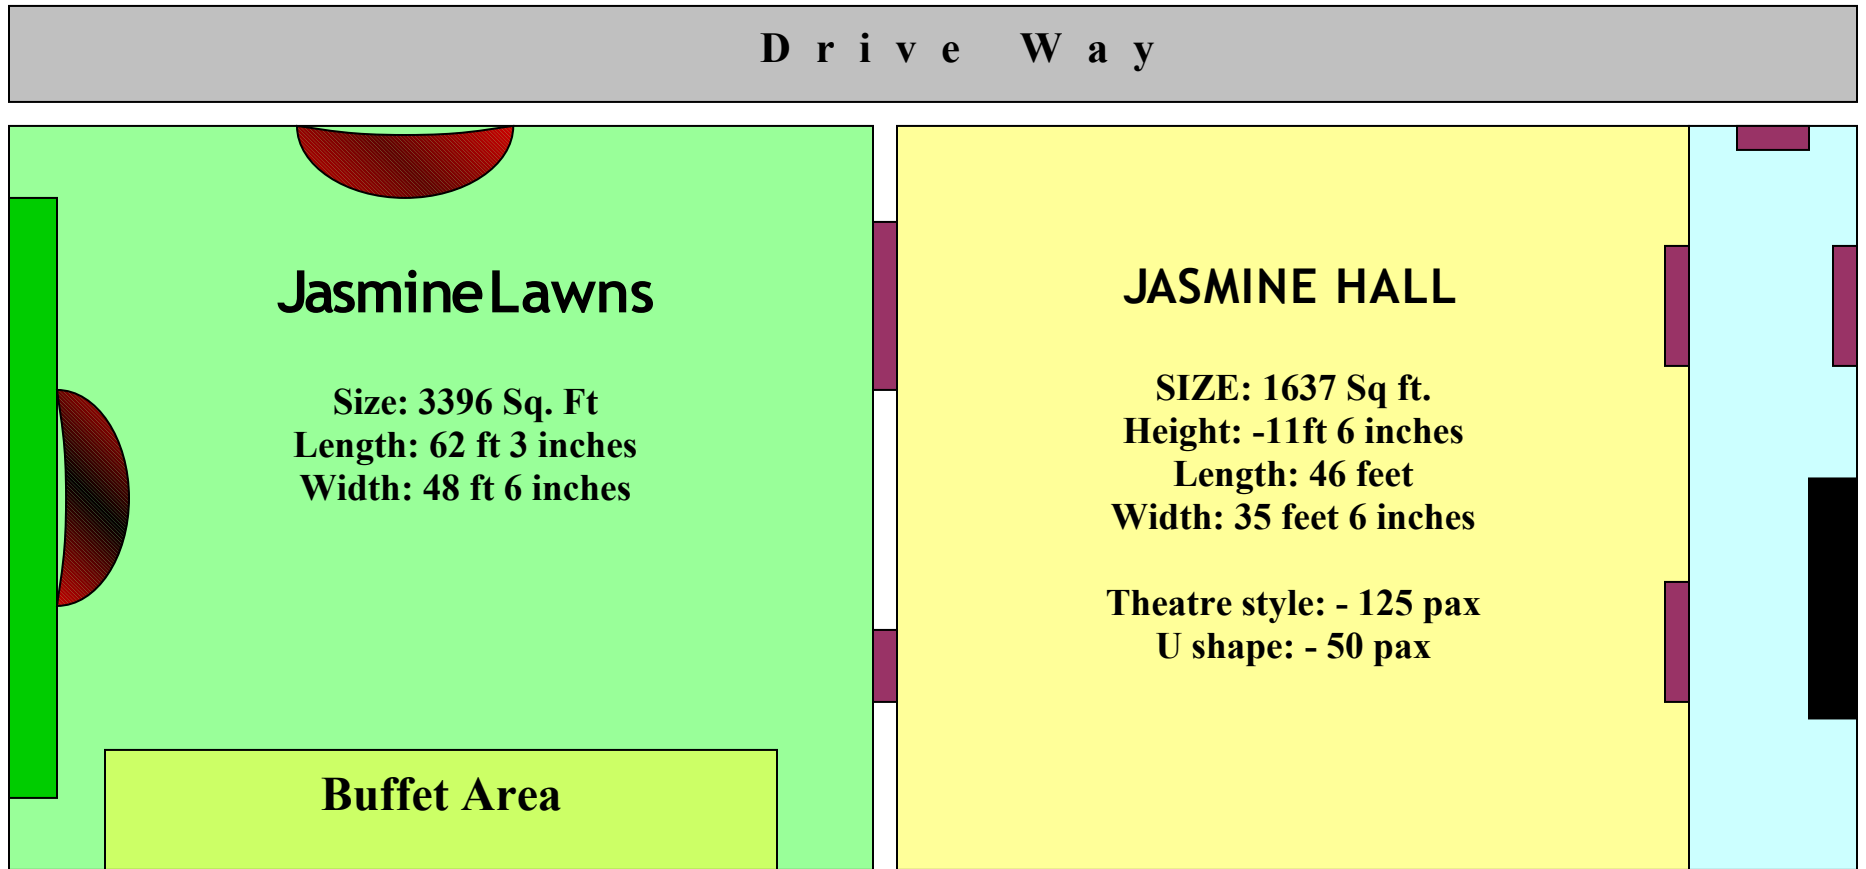 Drive Way
Jasmine Lawns
Size: 3396 Sq. Ft
Length: 62 ft 3 inches
Width: 48 ft 6 inches
Buffet Area
JASMINE HALL
SIZE: 1637 Sq ft.
Height: -11ft 6 inches
Length: 46 feet
Width: 35 feet 6 inches
Theatre style: - 125 pax
U shape: - 50 pax